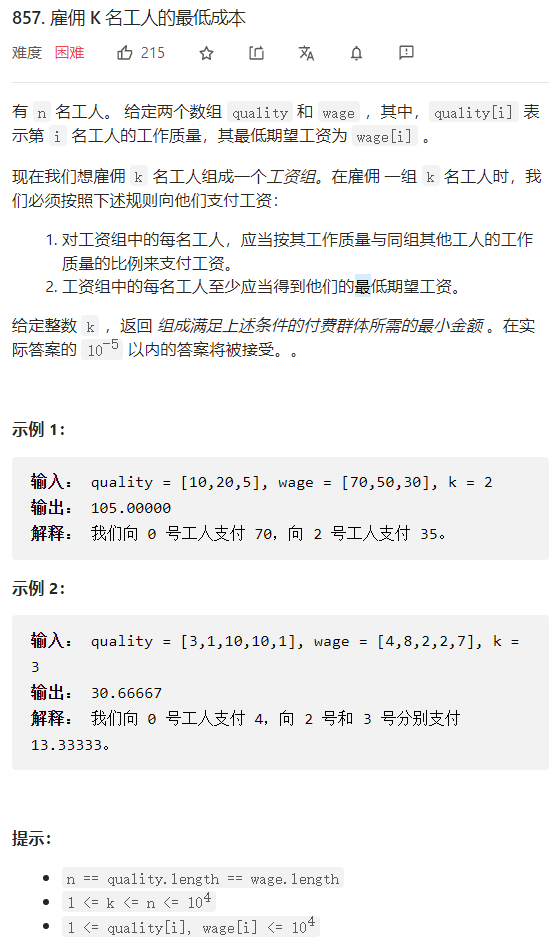 857. 雇佣 K 名工人的最低成本
难度 困难 215
有 n 名工人。 给定两个数组 quality 和 wage ，其中，quality[i] 表
示第 i 名工人的工作质量，其最低期望工资为 wage[i] 。
现在我们想雇佣 k 名工人组成一个工资组。在雇佣 一组 k 名工人时，我
们必须按照下述规则向他们支付工资：
1. 对工资组中的每名工人，应当按其工作质量与同组其他工人的工作
质量的比例来支付工资。
2. 工资组中的每名工人至少应当得到他们的最低期望工资。
给定整数 k ，返回 组成满足上述条件的付费群体所需的最小金额 。在实
际答案的 10⁻⁵ 以内的答案将被接受。。
示例 1：
输入： quality = [10,20,5], wage = [70,50,30], k = 2
输出： 105.00000
解释： 我们向 0 号工人支付 70，向 2 号工人支付 35。
示例 2：
输入： quality = [3,1,10,10,1], wage = [4,8,2,2,7], k =
3
输出： 30.66667
解释： 我们向 0 号工人支付 4，向 2 号和 3 号分别支付
13.33333。
提示：
• n == quality.length == wage.length
• 1 <= k <= n <= 10⁴
• 1 <= quality[i], wage[i] <= 10⁴